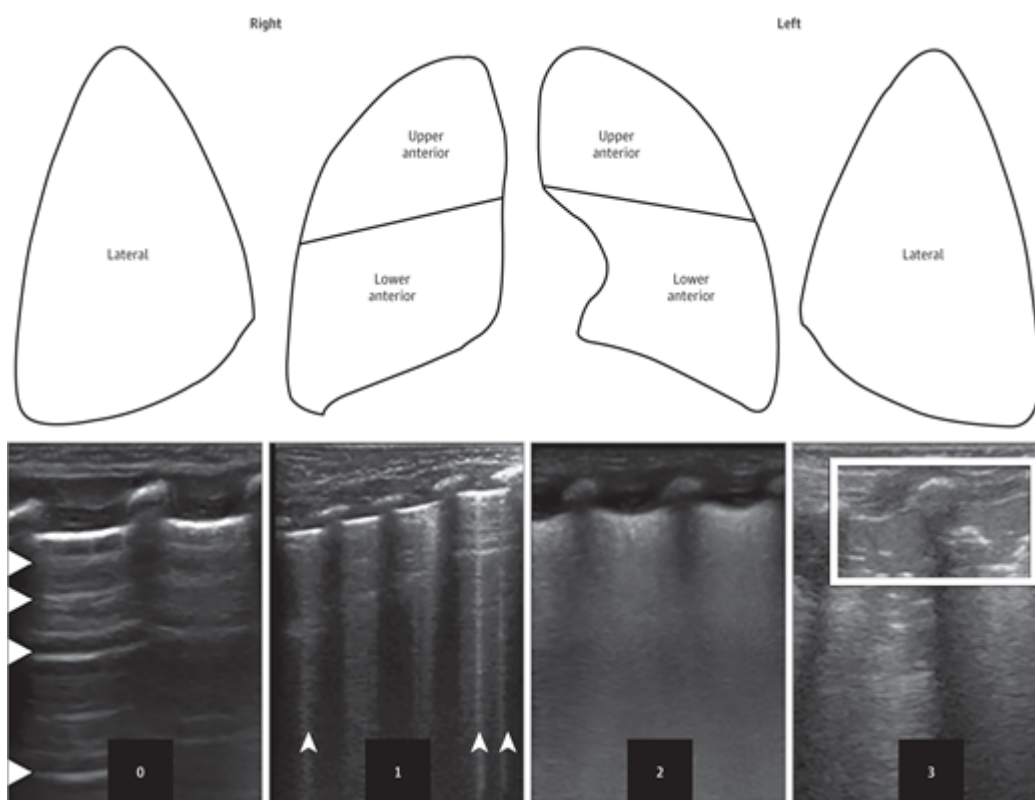 Right
Left
Lateral
Upper
anterior
Lower
anterior
Upper
anterior
Lower
anterior
Lateral
0
1
2
3